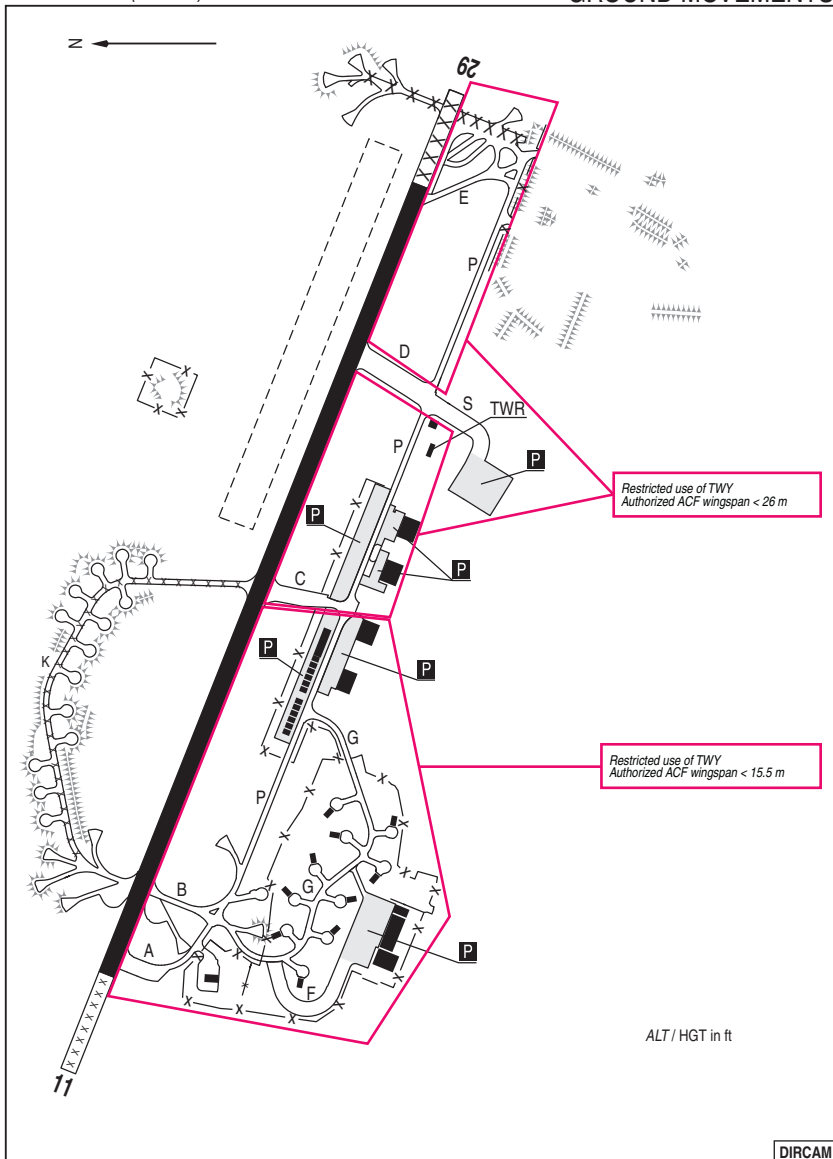 GROUND MOVEMENTS
N
29
E
P
D
S
TWR
P
P
P
C
P
K
P
P
G
P
B
G
A
P
F
11
Restricted use of TWY
Authorized ACF wingspan < 26 m
Restricted use of TWY
Authorized ACF wingspan < 15.5 m
ALT / HGT in ft
DIRCAM